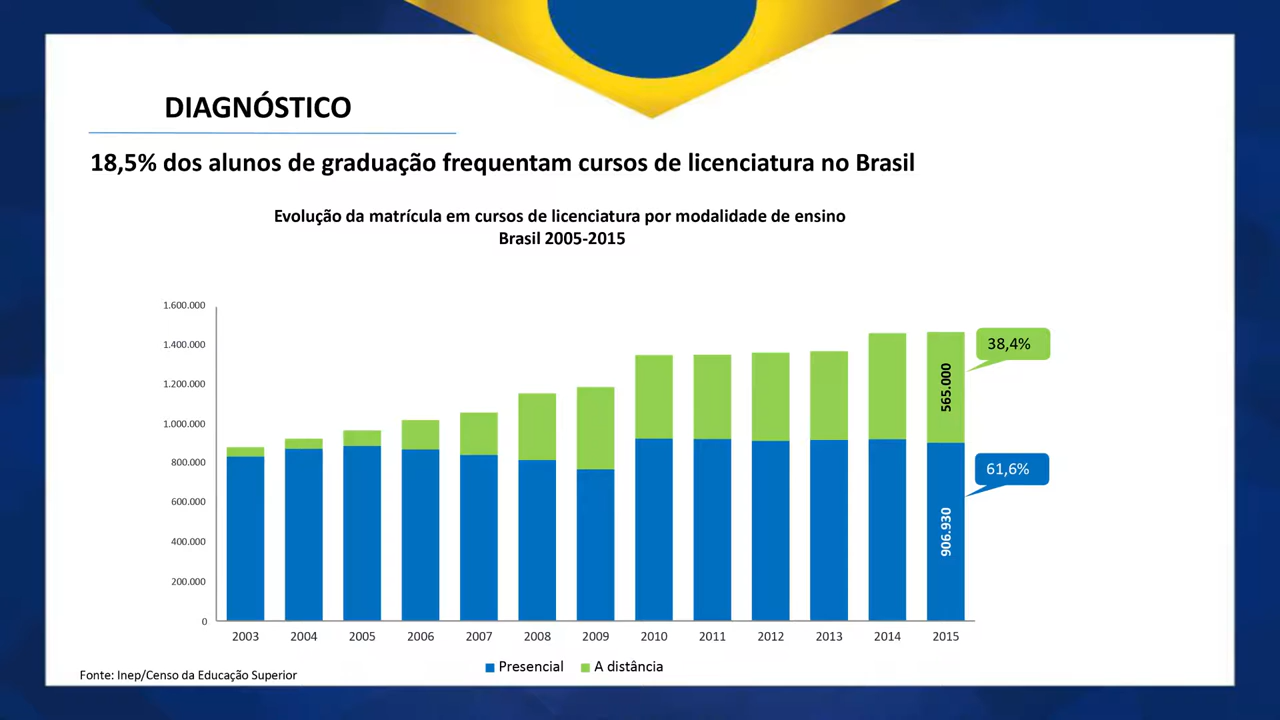 DIAGNÓSTICO
18,5% dos alunos de graduação frequentam cursos de licenciatura no Brasil
Evolução da matrícula em cursos de licenciatura por modalidade de ensino
Brasil 2005-2015
1.600.000
1.400.000
1.200.000
1.000.000
800.000
600.000
400.000
200.000
0
38,4%
565.000
61,6%
906.930
2003 2004 2005 2006 2007 2008 2009 2010 2011 2012 2013 2014 2015
Presencial A distância
Fonte: Inep/Censo da Educação Superior